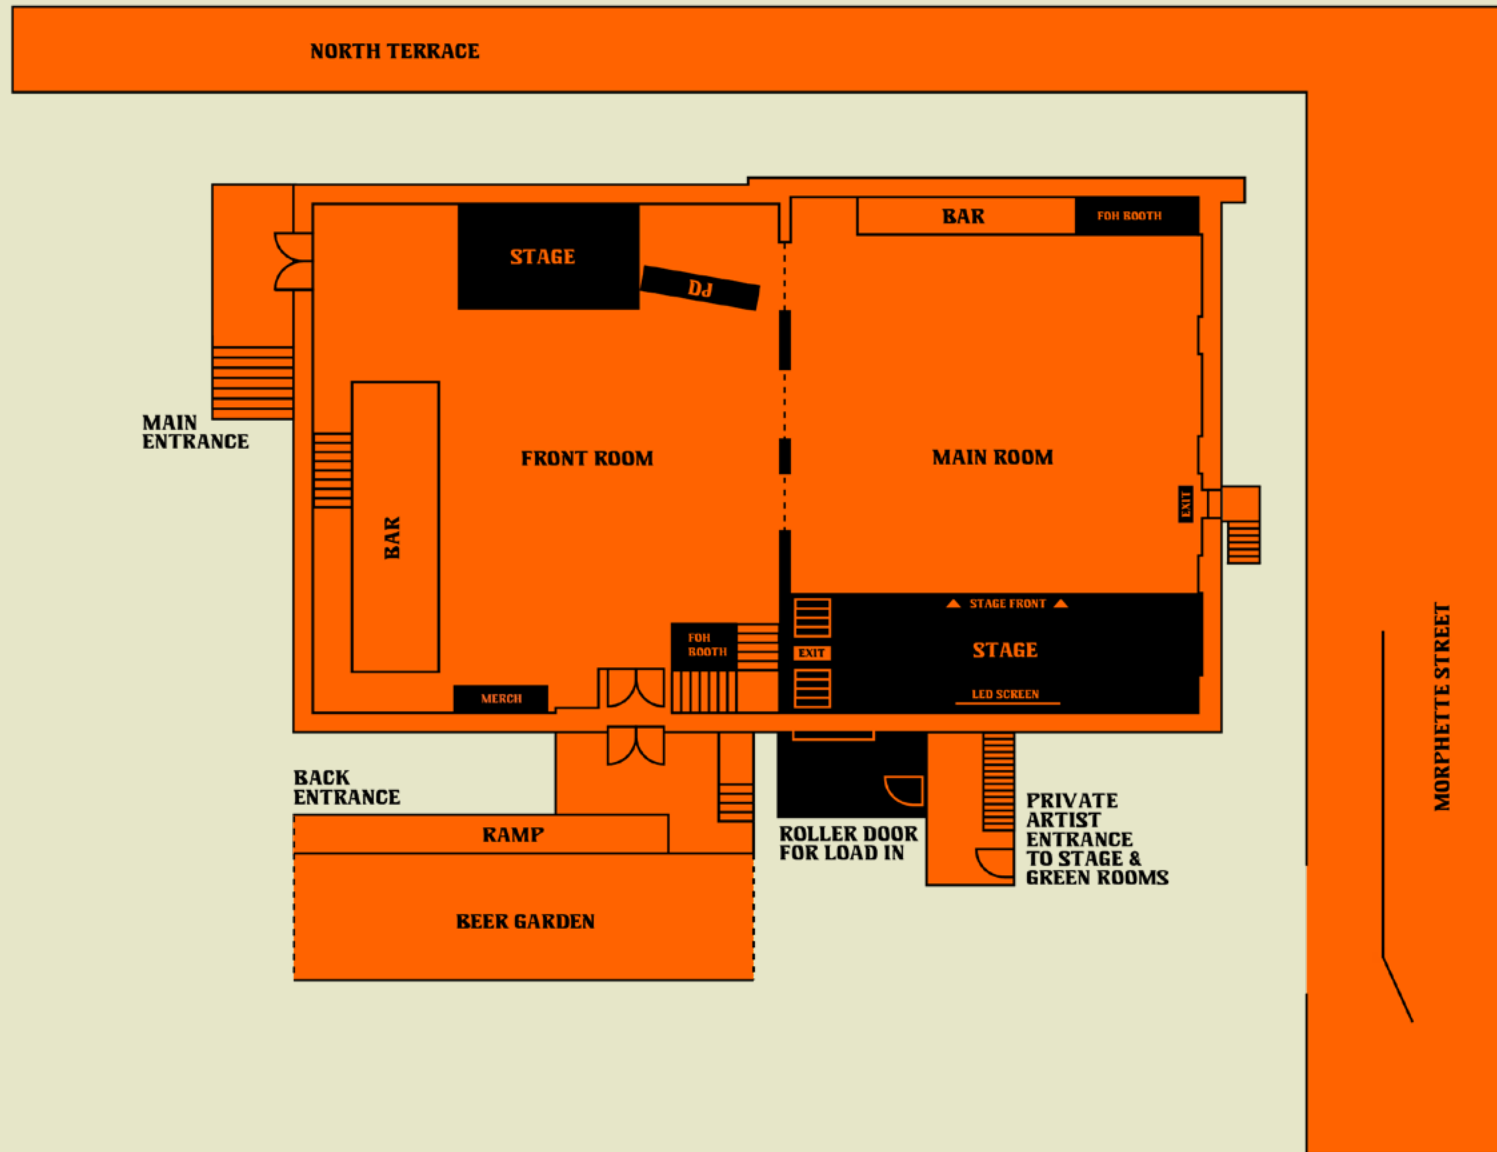 NORTH TERRACE
BAR
FOH BOOTH
STAGE
DJ
MAIN
ENTRANCE
FRONT ROOM
MAIN ROOM
EXIT
BAR
STAGE FRONT
FOH
BOOTH
EXIT
STAGE
LED SCREEN
MERCH
MORPHETTE STREET
BACK
ENTRANCE
RAMP
ROLLER DOOR
FOR LOAD IN
PRIVATE
ARTIST
ENTRANCE
TO STAGE &
GREEN ROOMS
BEER GARDEN